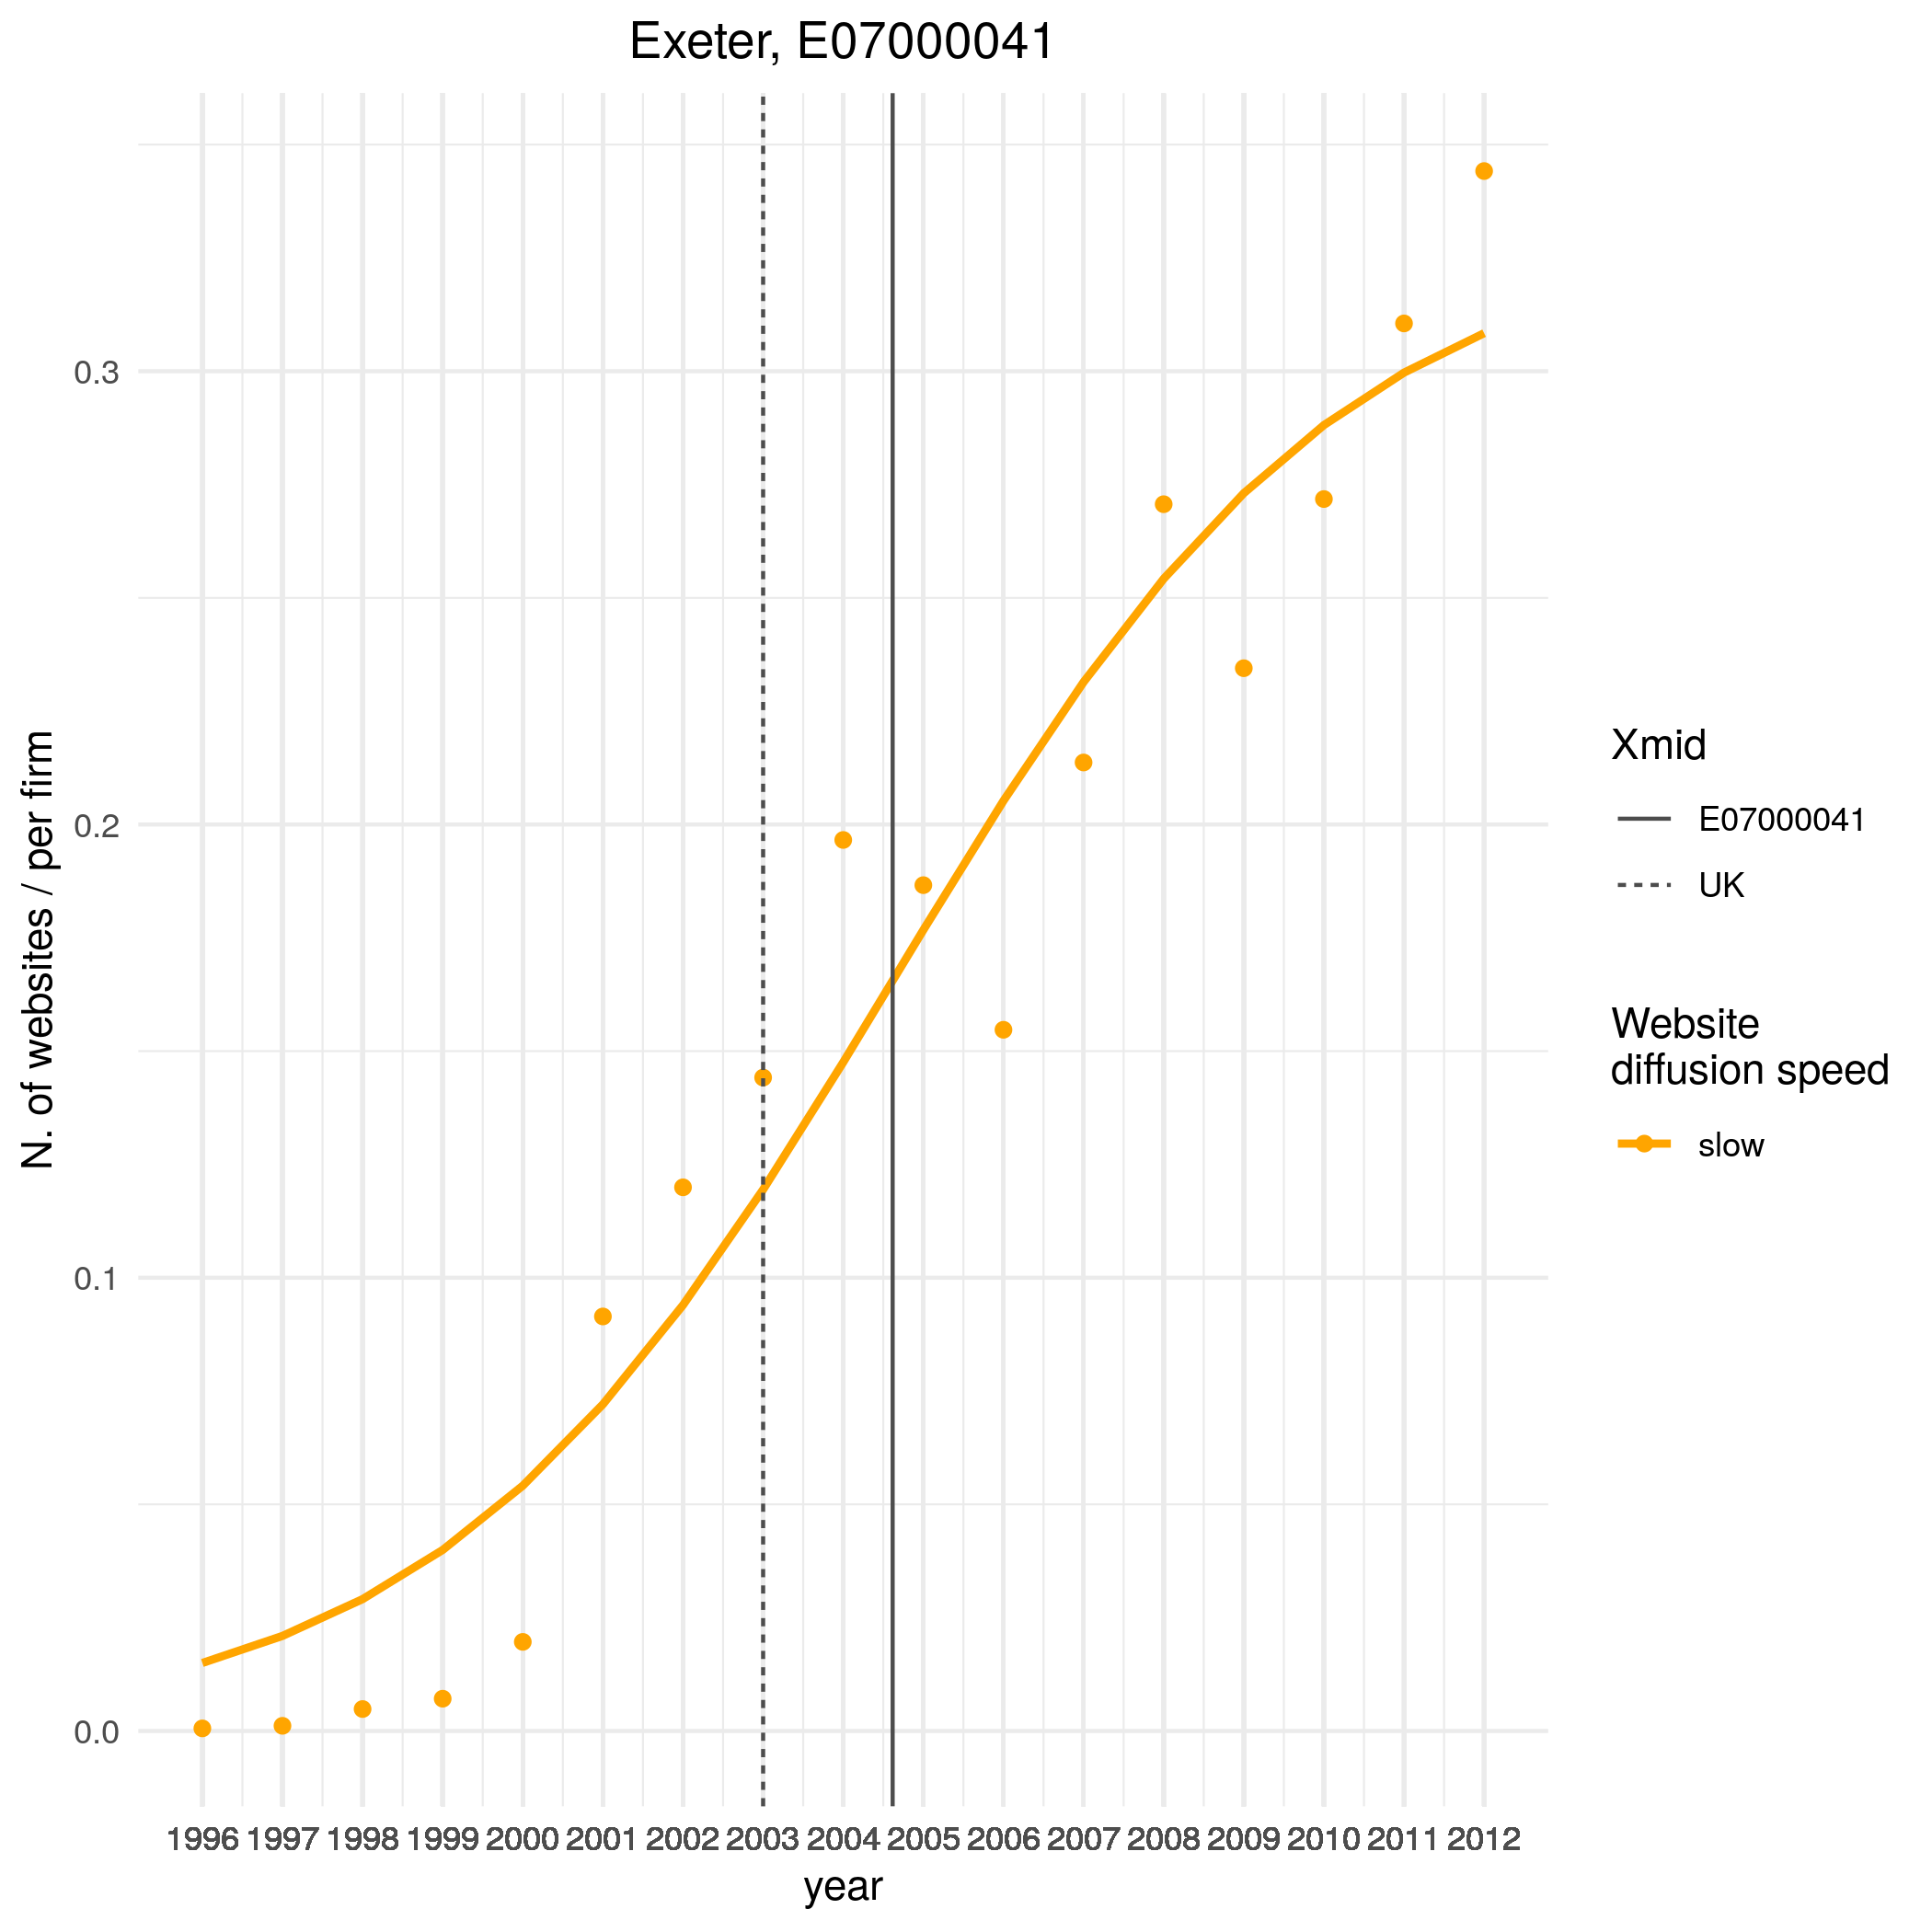 Exeter, E07000041
N. of websites / per firm
0.3
0.2
0.1
0.0
1996 1997 1998 1999 2000 2001 2002 2003 2004 2005 2006 2007 2008 2009 2010 2011 2012
year
Xmid
E07000041
UK
Website
diffusion speed
slow